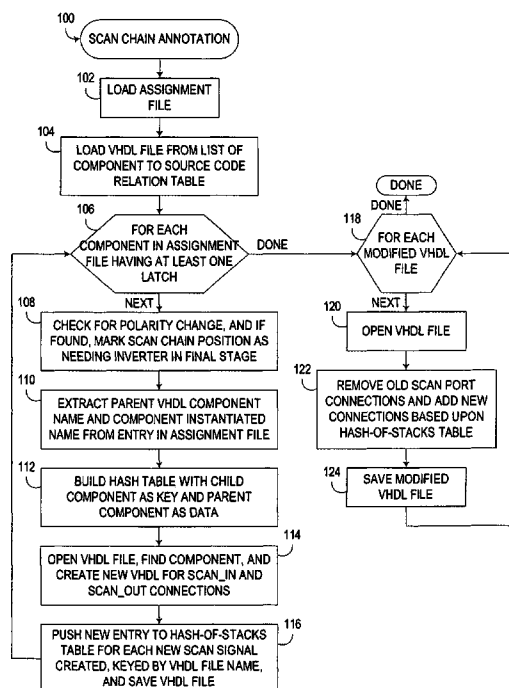 100
SCAN CHAIN ANNOTATION
102
LOAD ASSIGNMENT
FILE
104
LOAD VHDL FILE FROM LIST OF
COMPONENT TO SOURCE CODE
RELATION TABLE
106
FOR EACH
COMPONENT IN ASSIGNMENT
FILE HAVING AT LEAST ONE
LATCH
DONE
NEXT
108
CHECK FOR POLARITY CHANGE, AND IF
FOUND, MARK SCAN CHAIN POSITION AS
NEEDING INVERTER IN FINAL STAGE
110
EXTRACT PARENT VHDL COMPONENT
NAME AND COMPONENT INSTANTIATED
NAME FROM ENTRY IN ASSIGNMENT FILE
112
BUILD HASH TABLE WITH CHILD
COMPONENT AS KEY AND PARENT
COMPONENT AS DATA
114
OPEN VHDL FILE, FIND COMPONENT, AND
CREATE NEW VHDL FOR SCAN_IN AND
SCAN_OUT CONNECTIONS
116
PUSH NEW ENTRY TO HASH-OF-STACKS
TABLE FOR EACH NEW SCAN SIGNAL
CREATED, KEYED BY VHDL FILE NAME,
AND SAVE VHDL FILE
DONE
DONE
118
FOR EACH
MODIFIED VHDL
FILE
NEXT
120
OPEN VHDL FILE
122
REMOVE OLD SCAN PORT
CONNECTIONS AND ADD NEW
CONNECTIONS BASED UPON
HASH-OF-STACKS TABLE
124
SAVE MODIFIED
VHDL FILE